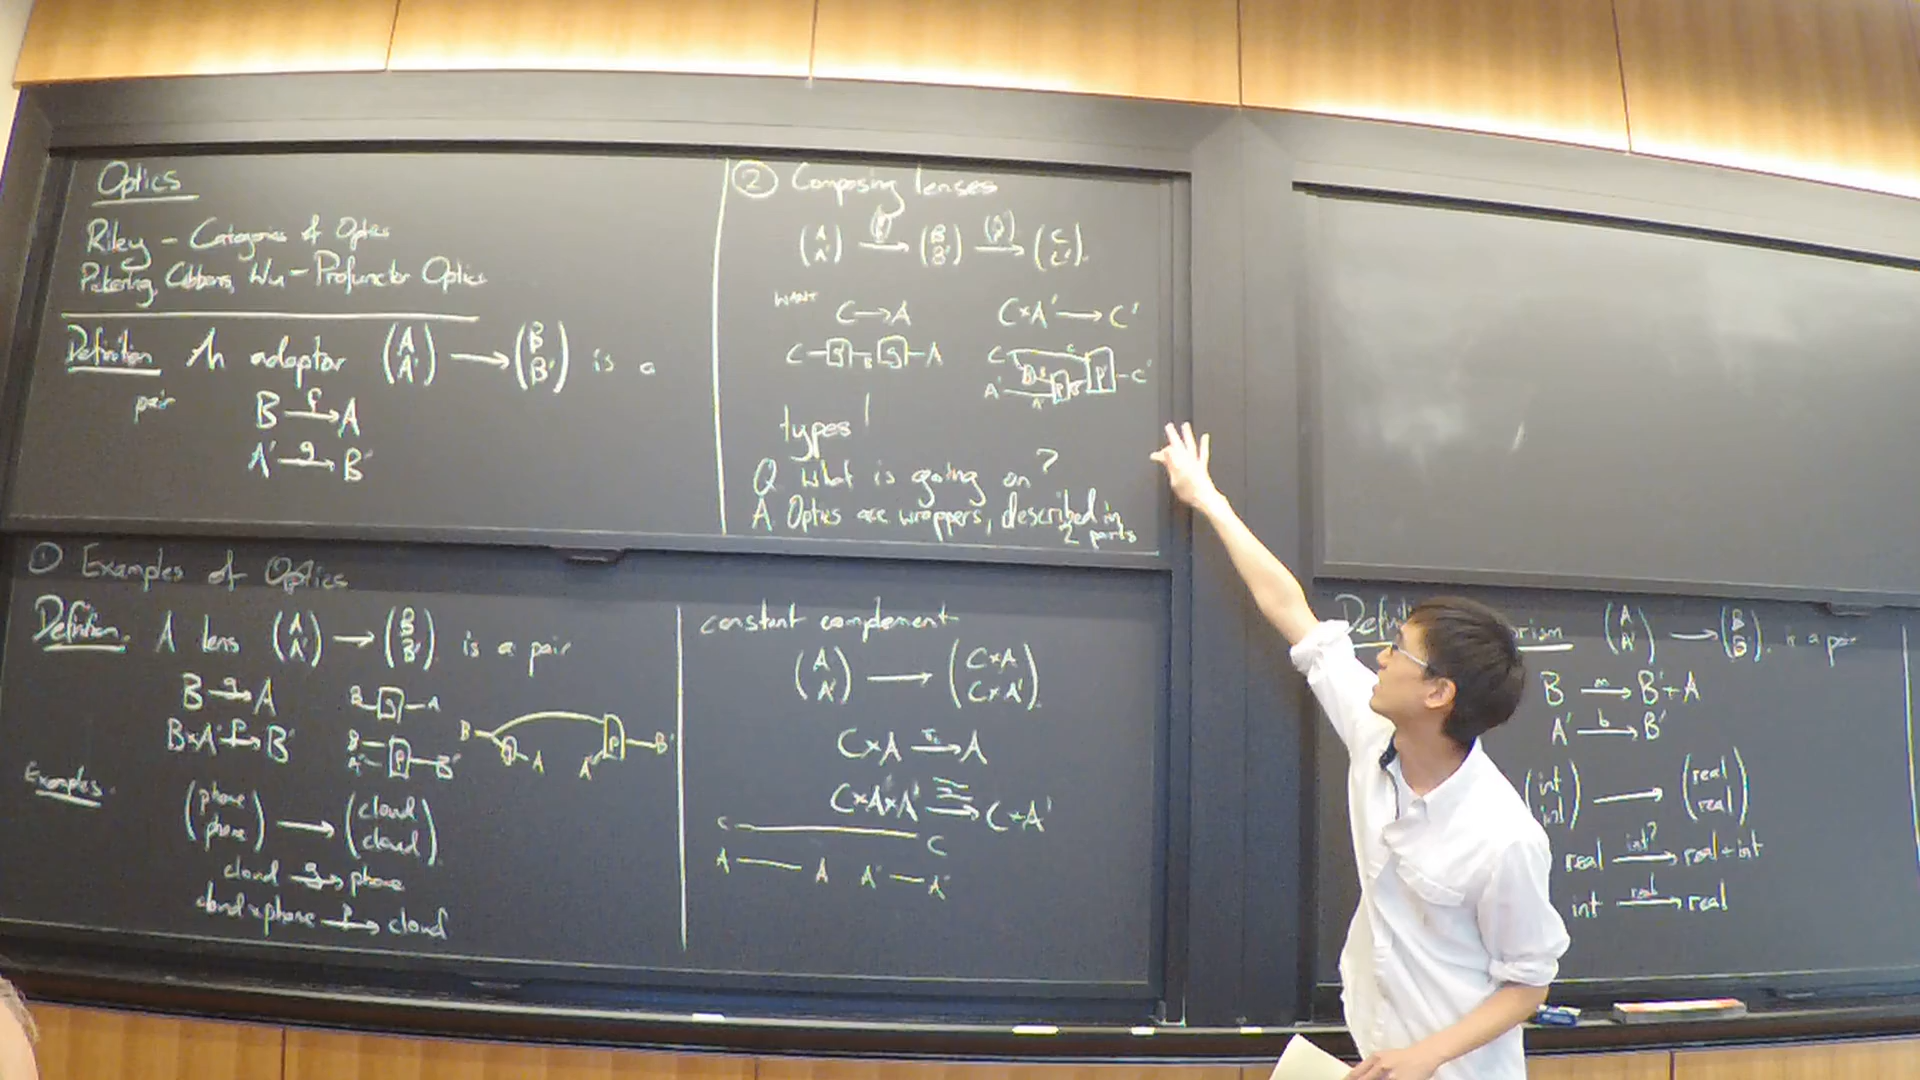 Optics
Riley – Categories of Optics
Pickering, Gibbons, Wu – Profunctor Optics
Definition An adaptor (A A') → (B B') is a
pair B —f→ A
A' —g→ B'
① Examples of Optics
Definition. A lens (A A') → (B B') is a pair
B —g→ A
B×A' —p→ B'
B g A
B A' p B'
B g A A' p B'
Examples.
(phone phone) → (cloud cloud)
cloud —g→ phone
cloud × phone —p→ cloud
② Composing lenses
(A A') → (B B') → (C C').
WANT
C → A C×A' → C'
C g' B g A
C C A' A' B p p' C'
types!
Q What is going on?
A Optics are wrappers, described in
2 parts
constant complement
(A A') → (C×A C×A').
C×A → A
C×A×A' → C×A'
C C
A A A' A'
(A A') → (B B'). is a pair
B —m→ B'+A
A' —b→ B'
(int int) → (real real)
real —int?→ real + int
int —real→ real